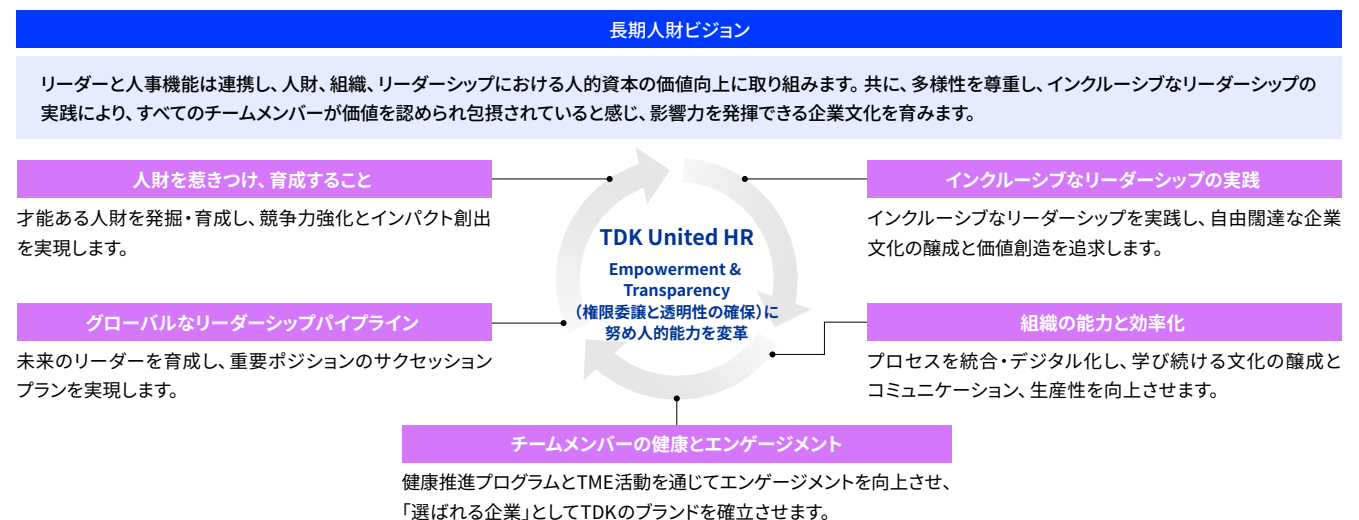 長期人財ビジョン
リーダーと人事機能は連携し、人財、組織、リーダーシップにおける人的資本の価値向上に取り組みます。共に、多様性を尊重し、インクルーシブなリーダーシップの
実践により、すべてのチームメンバーが価値を認められ包摂されていると感じ、影響力を発揮できる企業文化を育みます。
人財を惹きつけ、育成すること
才能ある人財を発掘・育成し、競争力強化とインパクト創出
を実現します。
インクルーシブなリーダーシップの実践
インクルーシブなリーダーシップを実践し、自由闊達な企業
文化の醸成と価値創造を追求します。
TDK United HR
Empowerment &
Transparency
（権限委譲と透明性の確保）に
努め人的能力を変革
グローバルなリーダーシップパイプライン
未来のリーダーを育成し、重要ポジションのサクセッション
プランを実現します。
組織の能力と効率化
プロセスを統合・デジタル化し、学び続ける文化の醸成と
コミュニケーション、生産性を向上させます。
チームメンバーの健康とエンゲージメント
健康推進プログラムとTME活動を通じてエンゲージメントを向上させ、
「選ばれる企業」としてTDKのブランドを確立させます。